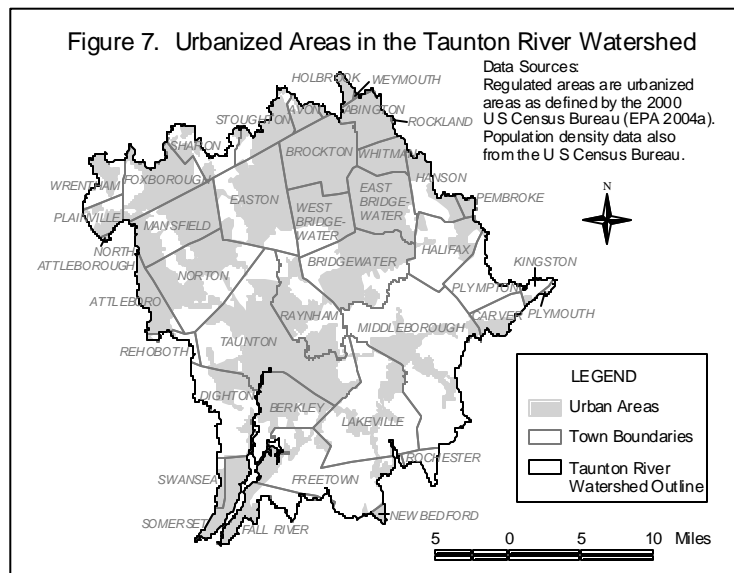 Figure 7. Urbanized Areas in the Taunton River Watershed
Data Sources:
Regulated areas are urbanized
areas as defined by the 2000
US Census Bureau (EPA 2004a).
Population density data also
from the U S Census Bureau.
HOLBROOK
WEYMOUTH
AVON
ABINGTON
STOUGHTON
ROCKLAND
SHARON
BROCKTON
WHITMAN
WRENTHAM
FOXBOROUGH
HANSON
EASTON
EAST
BRIDGE-
WATER
PEMBROKE
N
PLAINVILLE
MANSFIELD
WEST
BRIDGE-
WATER
HALIFAX
NORTH
ATTLEBOROUGH
BRIDGEWATER
KINGSTON
NORTON
PLYMPTON
ATTLEBORO
RAYNHAM
MIDDLEBOROUGH
CARVER
PLYMOUTH
REHOBOTH
TAUNTON
DIGHTON
BERKLEY
LAKEVILLE
ROCHESTER
SWANSEA
FREETOWN
SOMERSET
FALL RIVER
NEW BEDFORD
LEGEND
Urban Areas
Town Boundaries
Taunton River
Watershed Outline
5 0 5 10 Miles